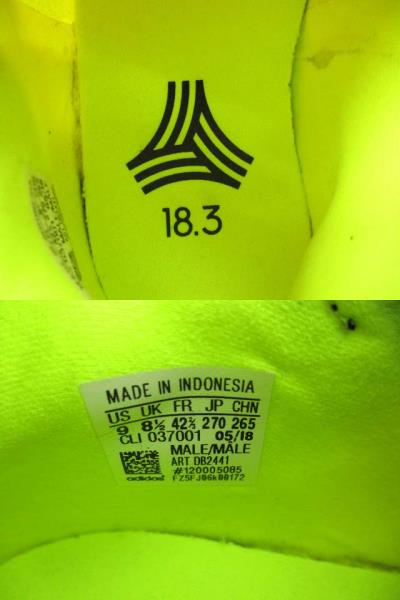 18.3
MADE IN INDONESIA
US UK FR JP CHN
9 8½ 42⅔ 270 265
CLI 037001 05/18
MALE/MÂLE
ART DB2441
#120005085
adidas FZ5FJ06k00172